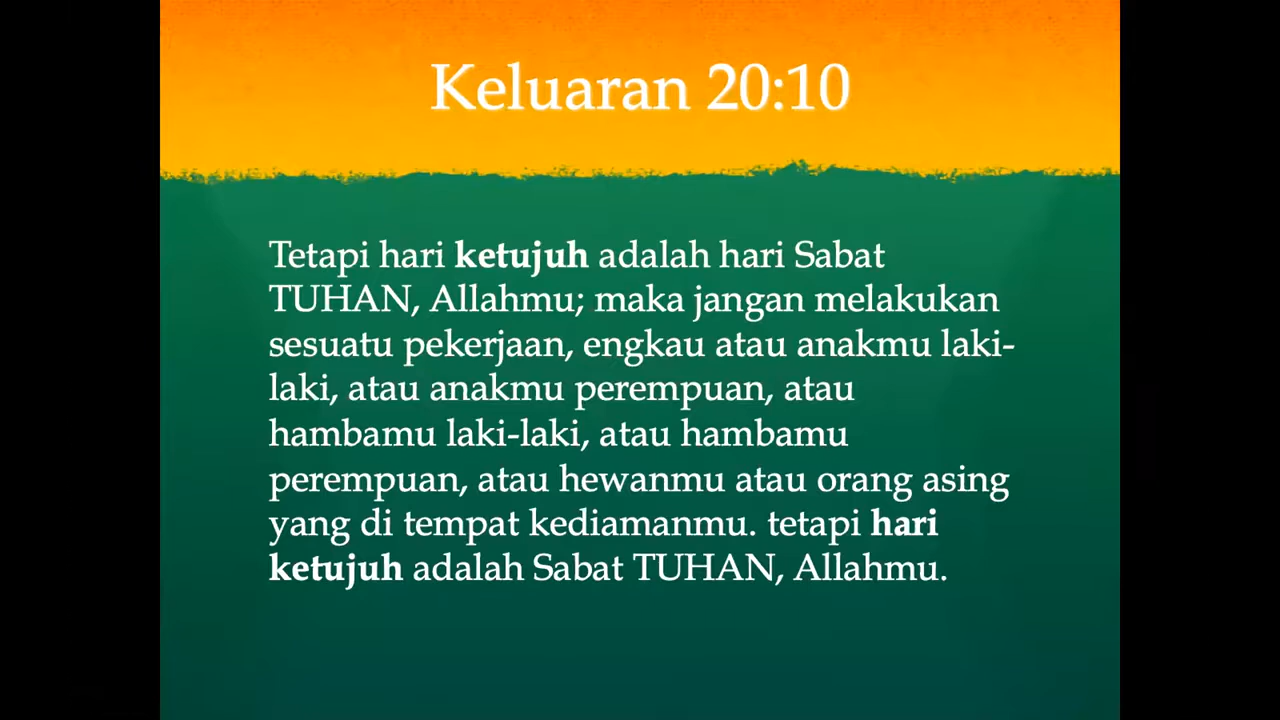 Keluaran 20:10
Tetapi hari ketujuh adalah hari Sabat
TUHAN, Allahmu; maka jangan melakukan
sesuatu pekerjaan, engkau atau anakmu laki-
laki, atau anakmu perempuan, atau
hambamu laki-laki, atau hambamu
perempuan, atau hewanmu atau orang asing
yang di tempat kediamanmu. tetapi hari
ketujuh adalah Sabat TUHAN, Allahmu.